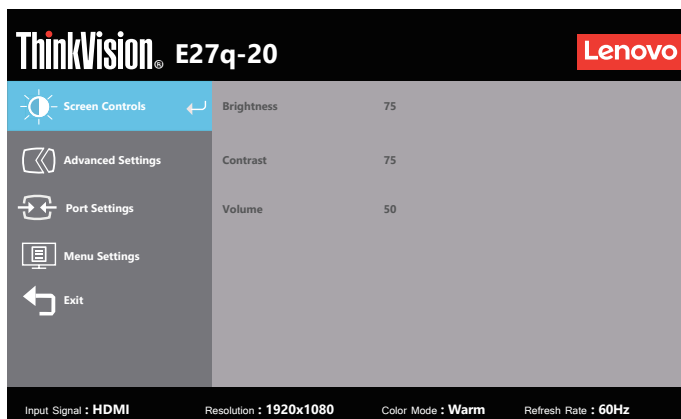 ThinkVision® E27q-20
Lenovo
Screen Controls
Brightness 75
Advanced Settings
Contrast 75
Port Settings
Volume 50
Menu Settings
Exit
Input Signal : HDMI Resolution : 1920x1080 Color Mode : Warm Refresh Rate : 60Hz